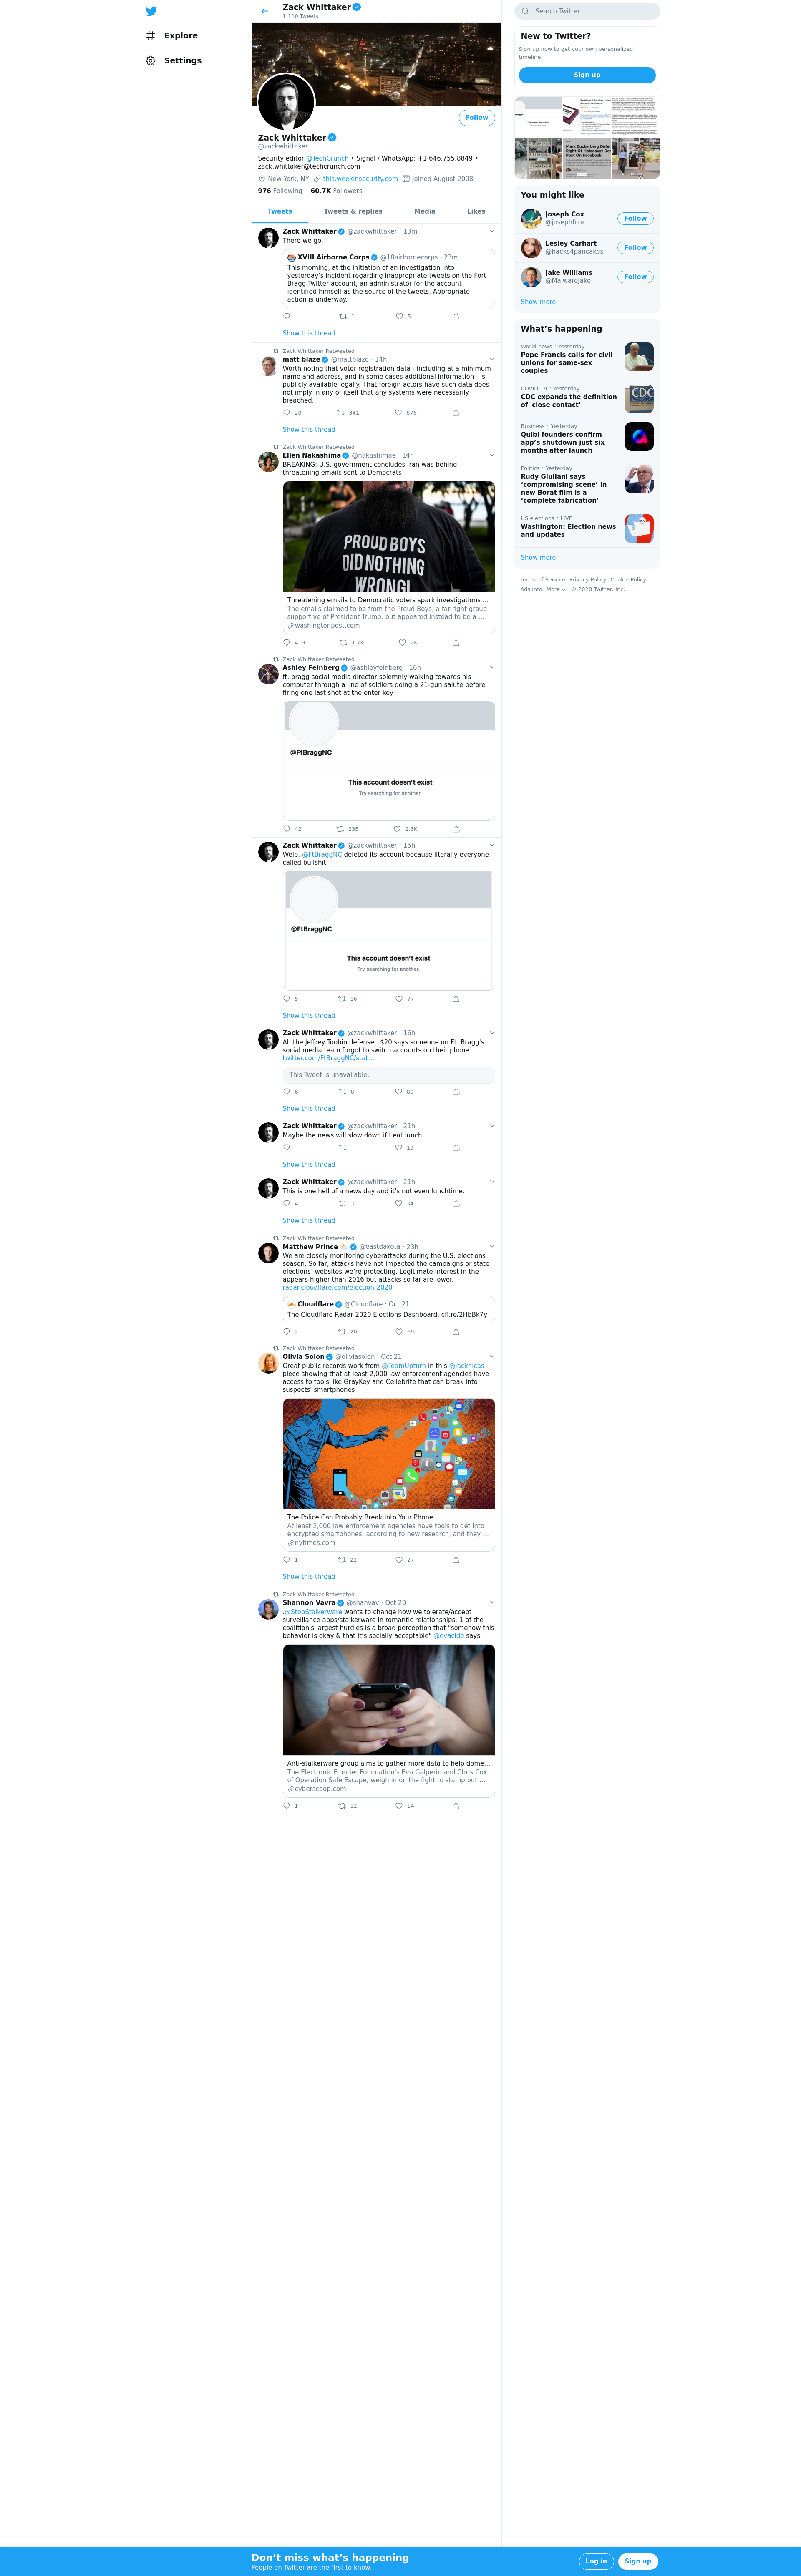 Explore
Settings
Zack Whittaker
1,110 Tweets
Follow
Zack Whittaker
@zackwhittaker
Security editor @TechCrunch • Signal / WhatsApp: +1 646.755.8849 •
zack.whittaker@techcrunch.com
New York, NY this.weekinsecurity.com Joined August 2008
976 Following 60.7K Followers
Tweets Tweets & replies Media Likes
Zack Whittaker @zackwhittaker · 13m
There we go.
XVIII Airborne Corps @18airbornecorps · 23m
This morning, at the initiation of an investigation into
yesterday's incident regarding inappropriate tweets on the Fort
Bragg Twitter account, an administrator for the account
identified himself as the source of the tweets. Appropriate
action is underway.
1 5
Show this thread
Zack Whittaker Retweeted
matt blaze @mattblaze · 14h
Worth noting that voter registration data - including at a minimum
name and address, and in some cases additional information - is
publicly available legally. That foreign actors have such data does
not imply in any of itself that any systems were necessarily
breached.
20 341 876
Show this thread
Zack Whittaker Retweeted
Ellen Nakashima @nakashimae · 14h
BREAKING: U.S. government concludes Iran was behind
threatening emails sent to Democrats
PROUD BOYS
DID NOTHING
WRONG!
Threatening emails to Democratic voters spark investigations ...
The emails claimed to be from the Proud Boys, a far-right group
supportive of President Trump, but appeared instead to be a ...
washingtonpost.com
419 1.7K 2K
Zack Whittaker Retweeted
Ashley Feinberg @ashleyfeinberg · 16h
ft. bragg social media director solemnly walking towards his
computer through a line of soldiers doing a 21-gun salute before
firing one last shot at the enter key
@FtBraggNC
This account doesn't exist
Try searching for another.
42 235 2.6K
Zack Whittaker @zackwhittaker · 16h
Welp. @FtBraggNC deleted its account because literally everyone
called bullshit.
@FtBraggNC
This account doesn't exist
Try searching for another.
5 16 77
Show this thread
Zack Whittaker @zackwhittaker · 16h
Ah the Jeffrey Toobin defense.. $20 says someone on Ft. Bragg's
social media team forgot to switch accounts on their phone.
twitter.com/FtBraggNC/stat…
This Tweet is unavailable.
6 8 80
Show this thread
Zack Whittaker @zackwhittaker · 21h
Maybe the news will slow down if I eat lunch.
13
Show this thread
Zack Whittaker @zackwhittaker · 21h
This is one hell of a news day and it's not even lunchtime.
4 3 34
Show this thread
Zack Whittaker Retweeted
Matthew Prince @eastdakota · 23h
We are closely monitoring cyberattacks during the U.S. elections
season. So far, attacks have not impacted the campaigns or state
elections' websites we're protecting. Legitimate interest in the
appears higher than 2016 but attacks so far are lower.
radar.cloudflare.com/election-2020
Cloudflare @Cloudflare · Oct 21
The Cloudflare Radar 2020 Elections Dashboard. cfl.re/2HbBk7y
2 20 69
Zack Whittaker Retweeted
Olivia Solon @oliviasolon · Oct 21
Great public records work from @TeamUpturn in this @jacknicas
piece showing that at least 2,000 law enforcement agencies have
access to tools like GrayKey and Cellebrite that can break into
suspects' smartphones
The Police Can Probably Break Into Your Phone
At least 2,000 law enforcement agencies have tools to get into
encrypted smartphones, according to new research, and they ...
nytimes.com
1 22 27
Show this thread
Zack Whittaker Retweeted
Shannon Vavra @shanvav · Oct 20
.@StopStalkerware wants to change how we tolerate/accept
surveillance apps/stalkerware in romantic relationships. 1 of the
coalition's largest hurdles is a broad perception that "somehow this
behavior is okay & that it's socially acceptable" @evacide says
Anti-stalkerware group aims to gather more data to help dome...
The Electronic Frontier Foundation's Eva Galperin and Chris Cox,
of Operation Safe Escape, weigh in on the fight to stamp out ...
cyberscoop.com
1 12 14
Search Twitter
New to Twitter?
Sign up now to get your own personalized
timeline!
Sign up
Mark Zuckerberg Defen
Right Of Holocaust Den
Post On Facebook
You might like
Joseph Cox
@josephfcox
Follow
Lesley Carhart
@hacks4pancakes
Follow
Jake Williams
@MalwareJake
Follow
Show more
What's happening
World news · Yesterday
Pope Francis calls for civil
unions for same-sex
couples
COVID-19 · Yesterday
CDC expands the definition
of 'close contact'
CDC
Business · Yesterday
Quibi founders confirm
app's shutdown just six
months after launch
Politics · Yesterday
Rudy Giuliani says
'compromising scene' in
new Borat film is a
'complete fabrication'
US elections · LIVE
Washington: Election news
and updates
Show more
Terms of Service Privacy Policy Cookie Policy
Ads info More © 2020 Twitter, Inc.
Don't miss what's happening
People on Twitter are the first to know.
Log in Sign up